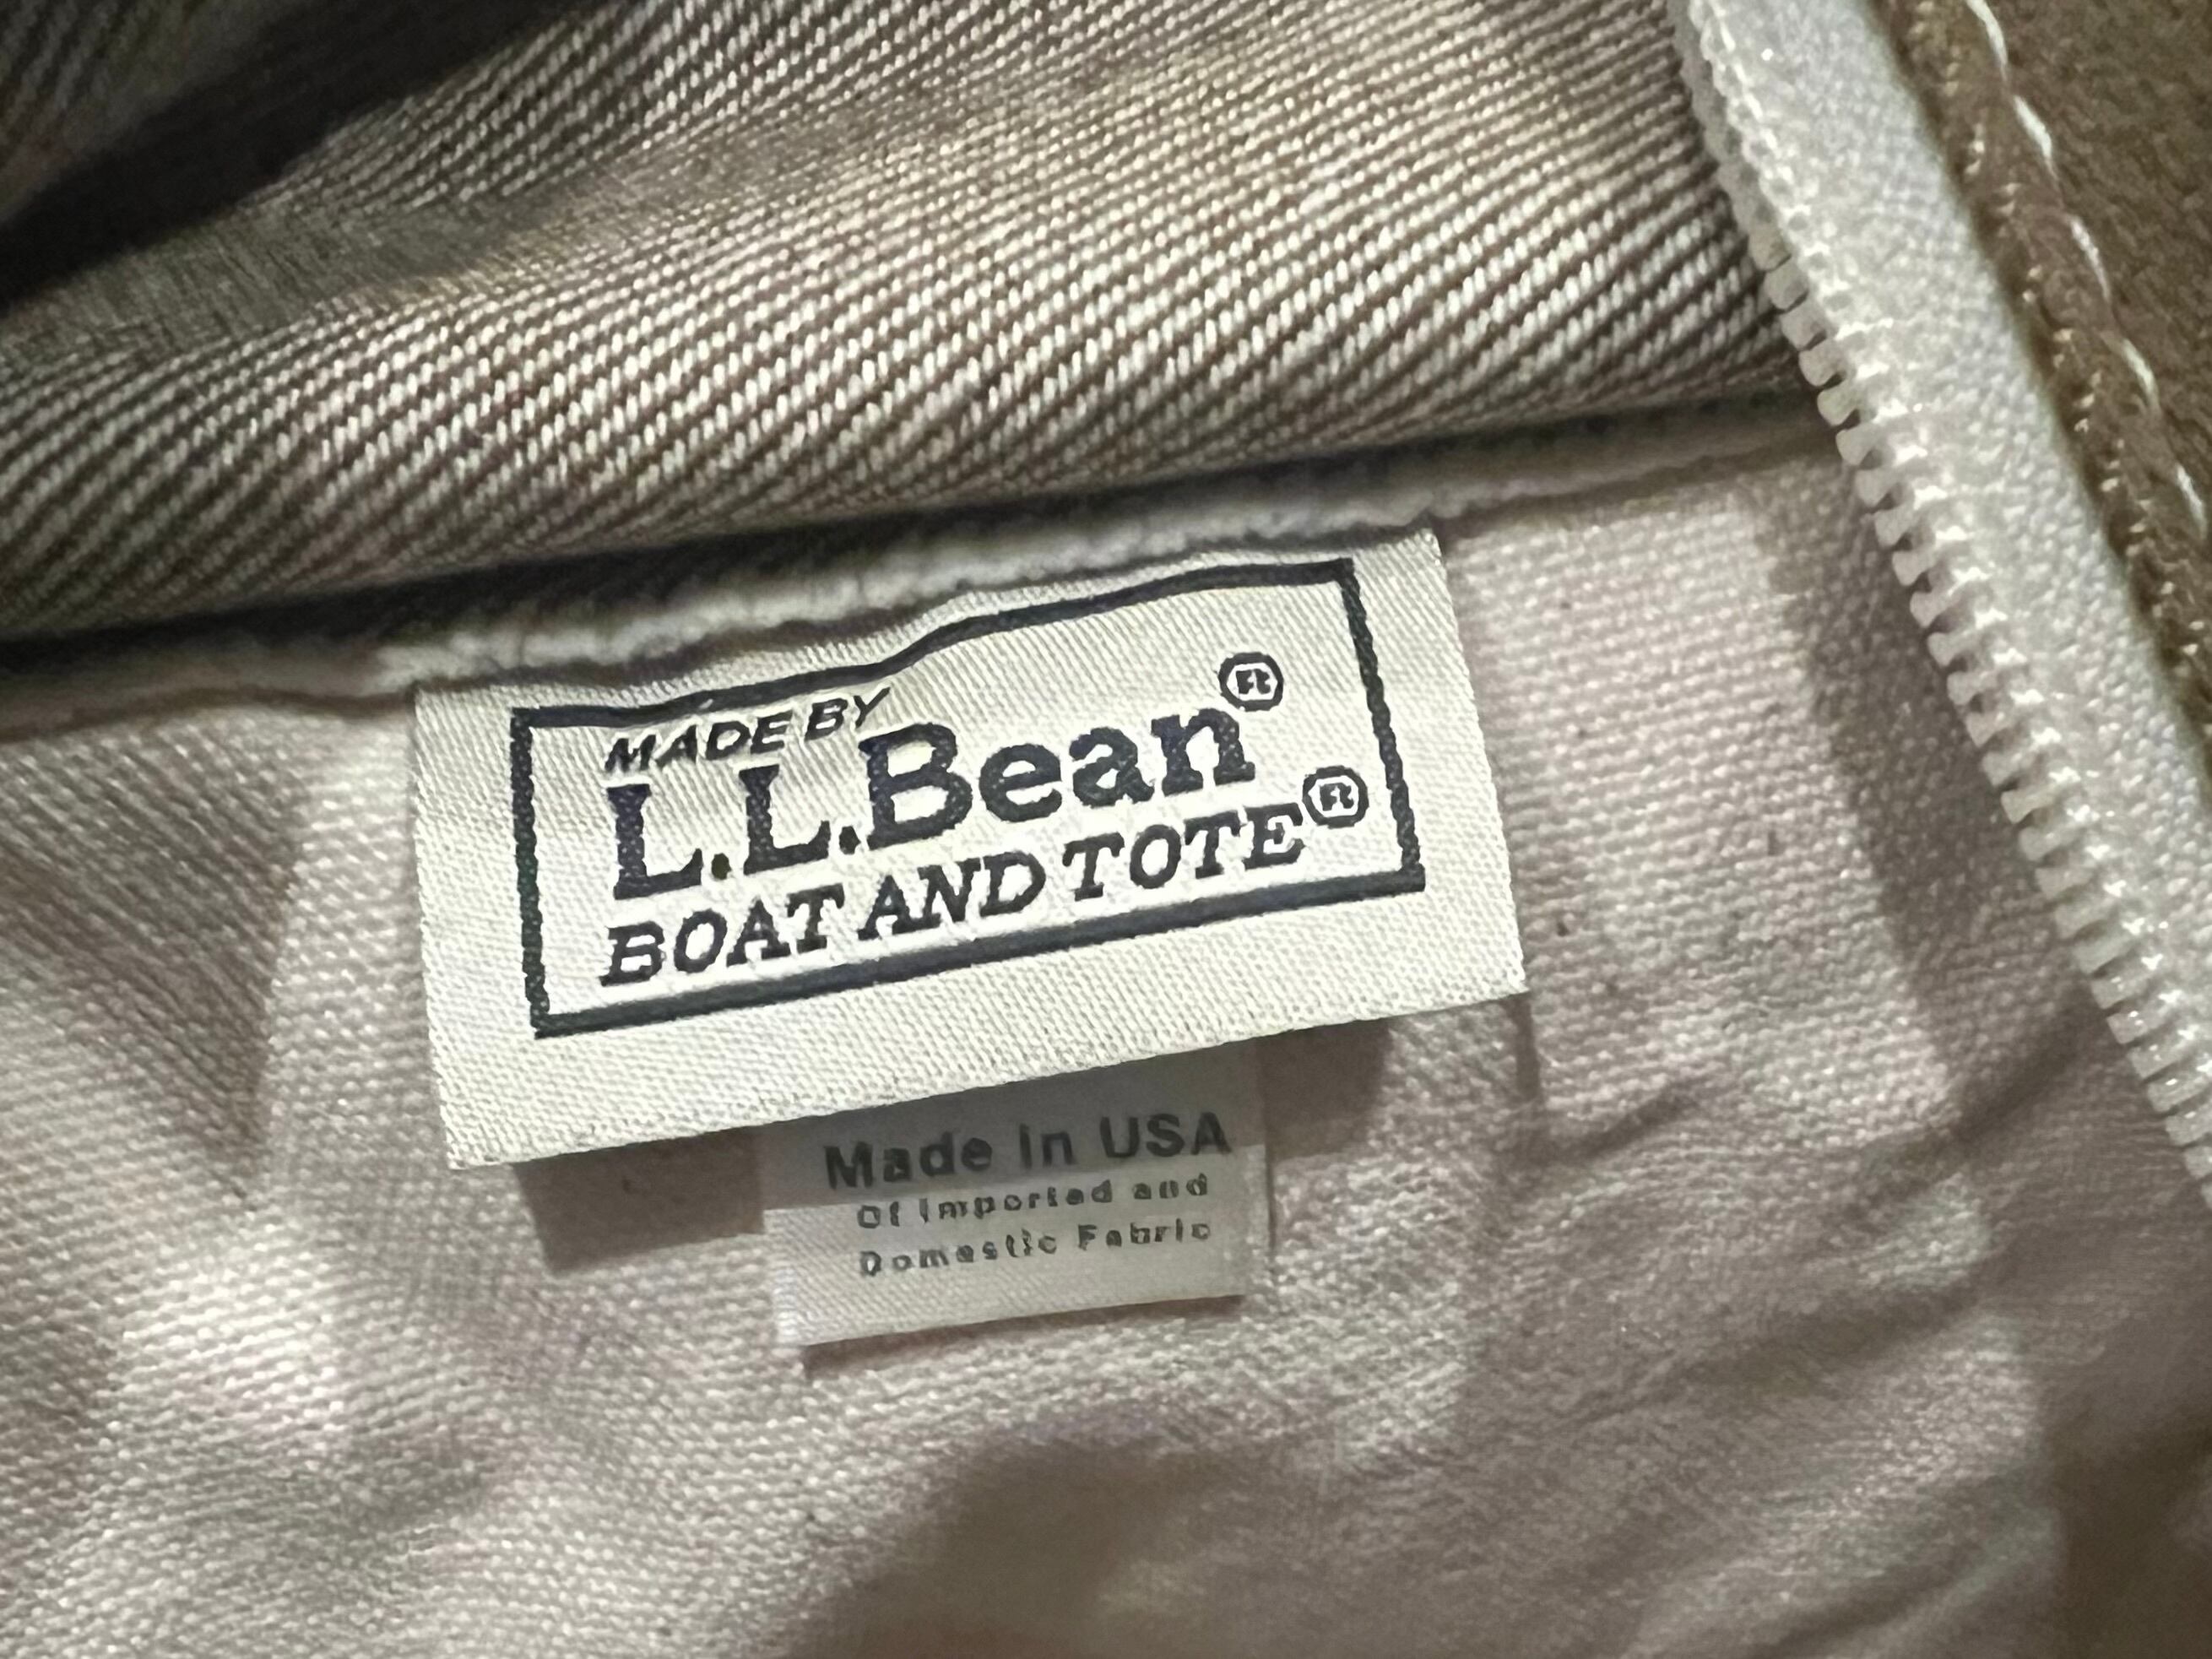 MADE BY
L.L.Bean®
BOAT AND TOTE®
Made in USA
Of Imported and
Domestic Fabric